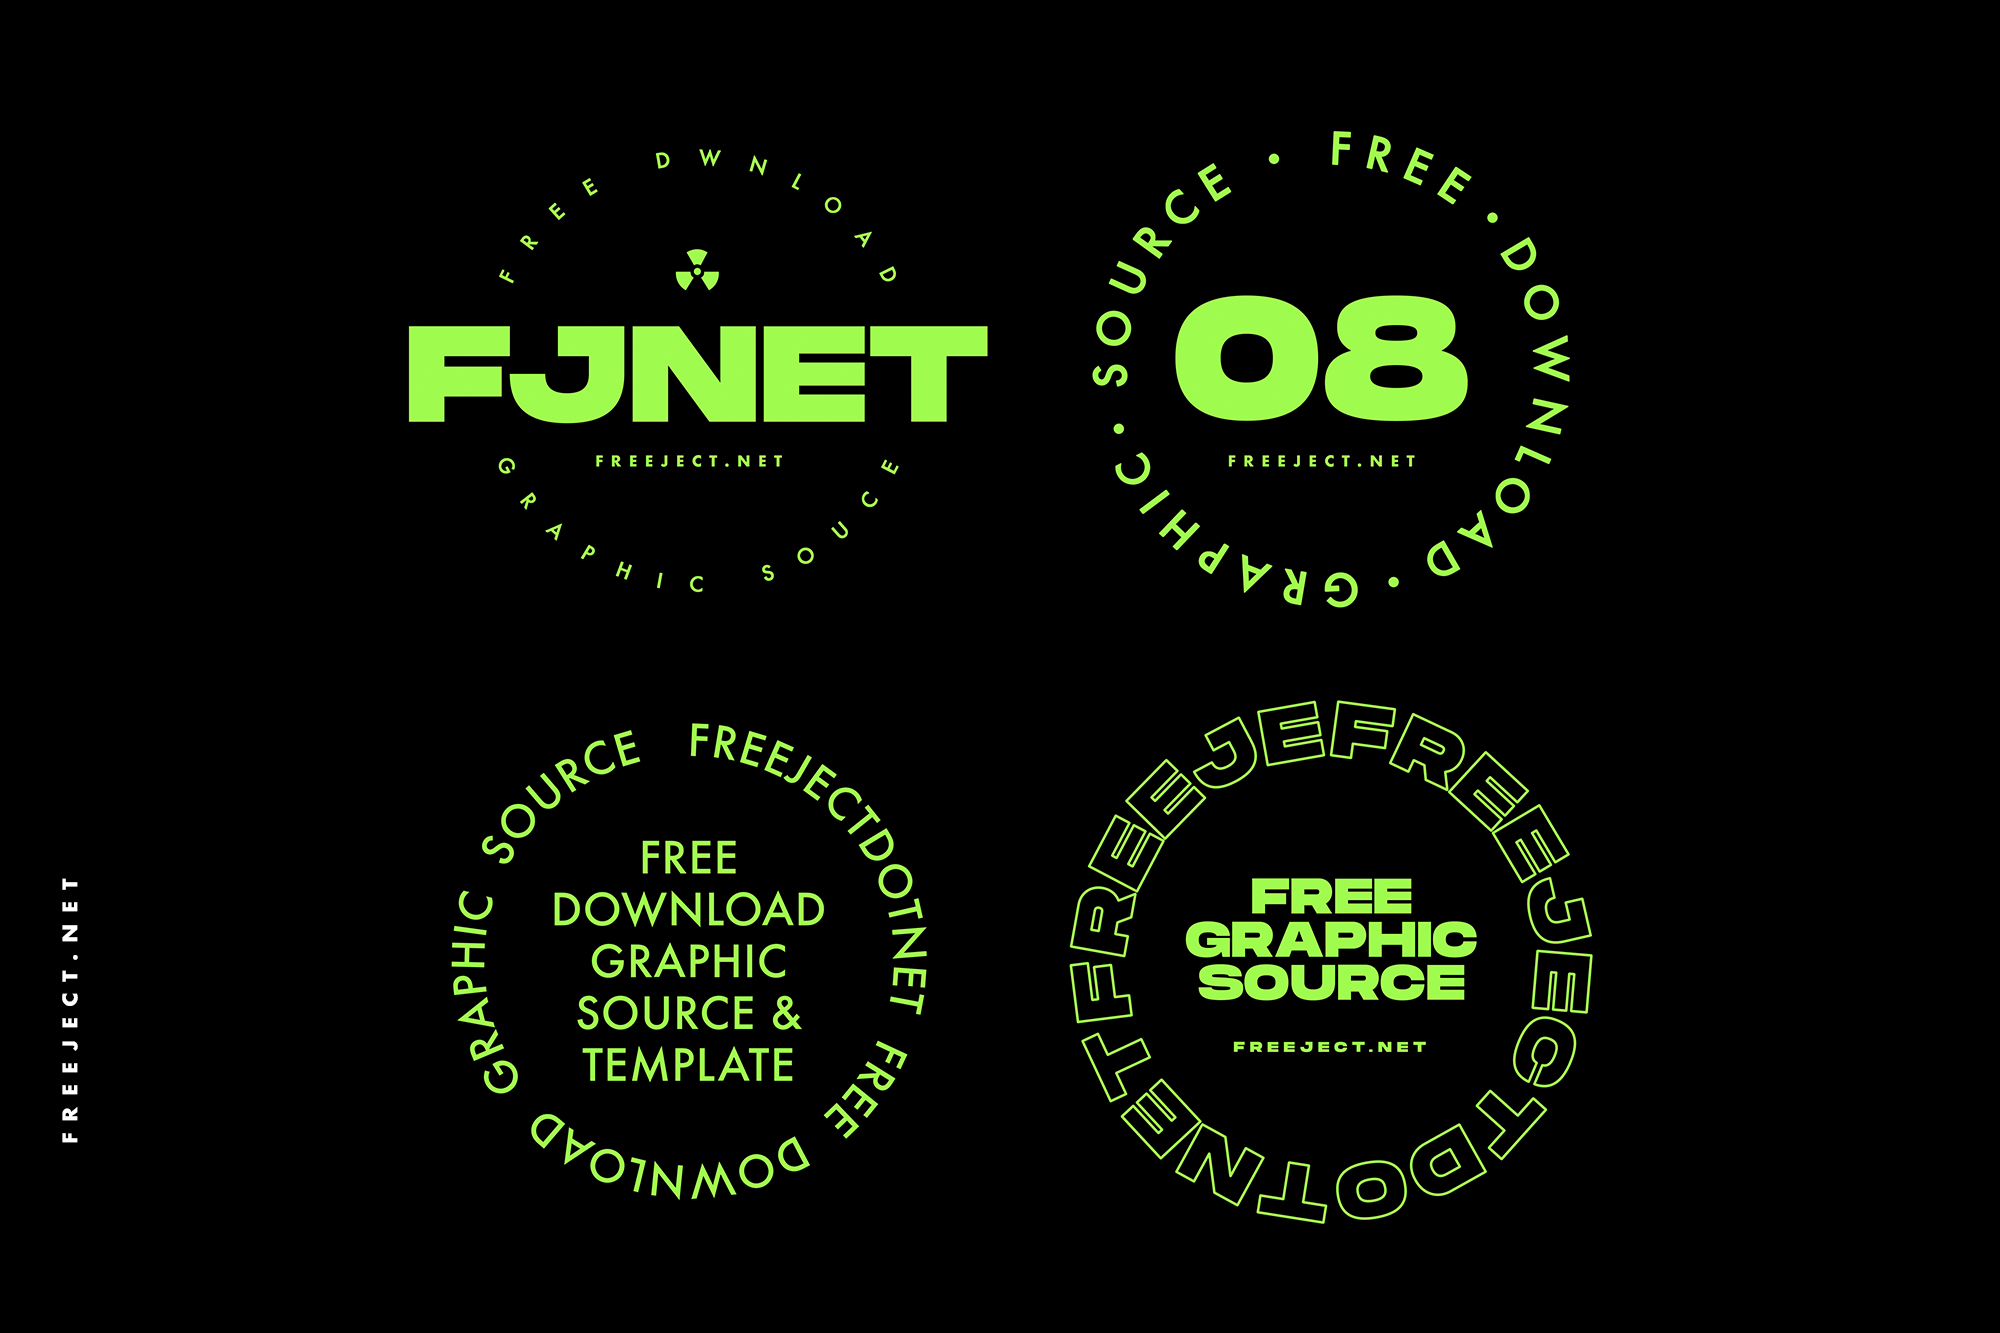 FREE DWNLOAD
FJNET
FREEJECT.NET
GRAPHIC SOUCE
FREE • DOWNLOAD • GRAPHIC • SOURCE •
08
FREEJECT.NET
FREEJECTDOTNET FREE DOWNLOAD GRAPHIC SOURCE
FREE
DOWNLOAD
GRAPHIC
SOURCE &
TEMPLATE
FREEJECTDOTNETFREEJE
FREE
GRAPHIC
SOURCE
FREEJECT.NET
FREEJECT.NET